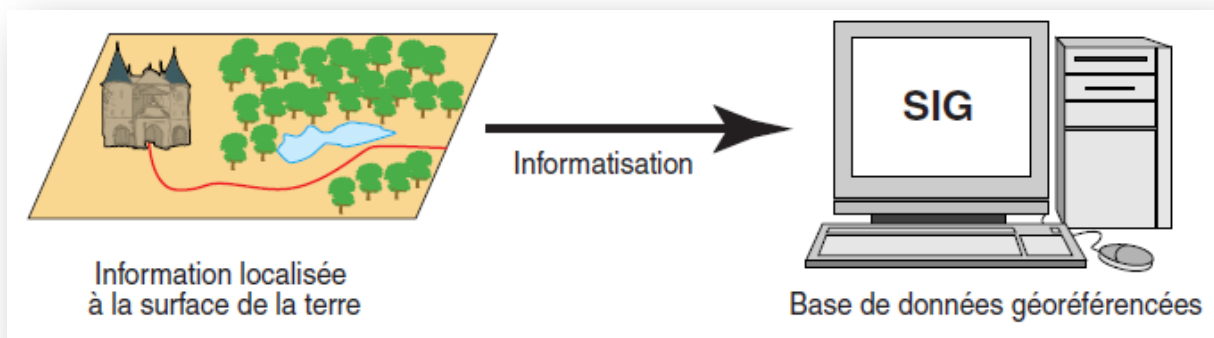 SIG
Informatisation
Information localisée
à la surface de la terre
Base de données géoréférencées